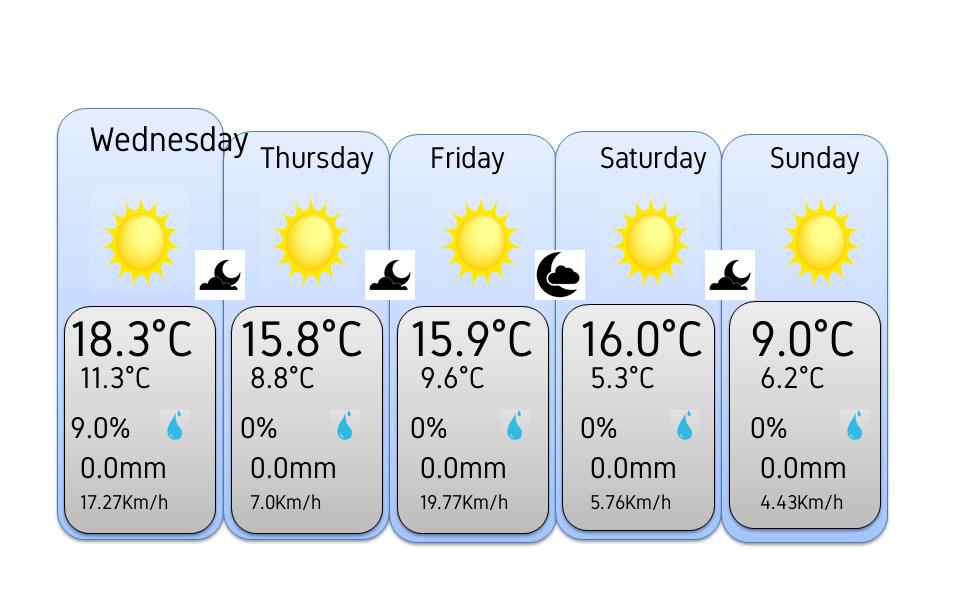 Wednesday
18.3°C
11.3°C
9.0%
0.0mm
17.27Km/h
Thursday
15.8°C
8.8°C
0%
0.0mm
7.0Km/h
Friday
15.9°C
9.6°C
0%
0.0mm
19.77Km/h
Saturday
16.0°C
5.3°C
0%
0.0mm
5.76Km/h
Sunday
9.0°C
6.2°C
0%
0.0mm
4.43Km/h